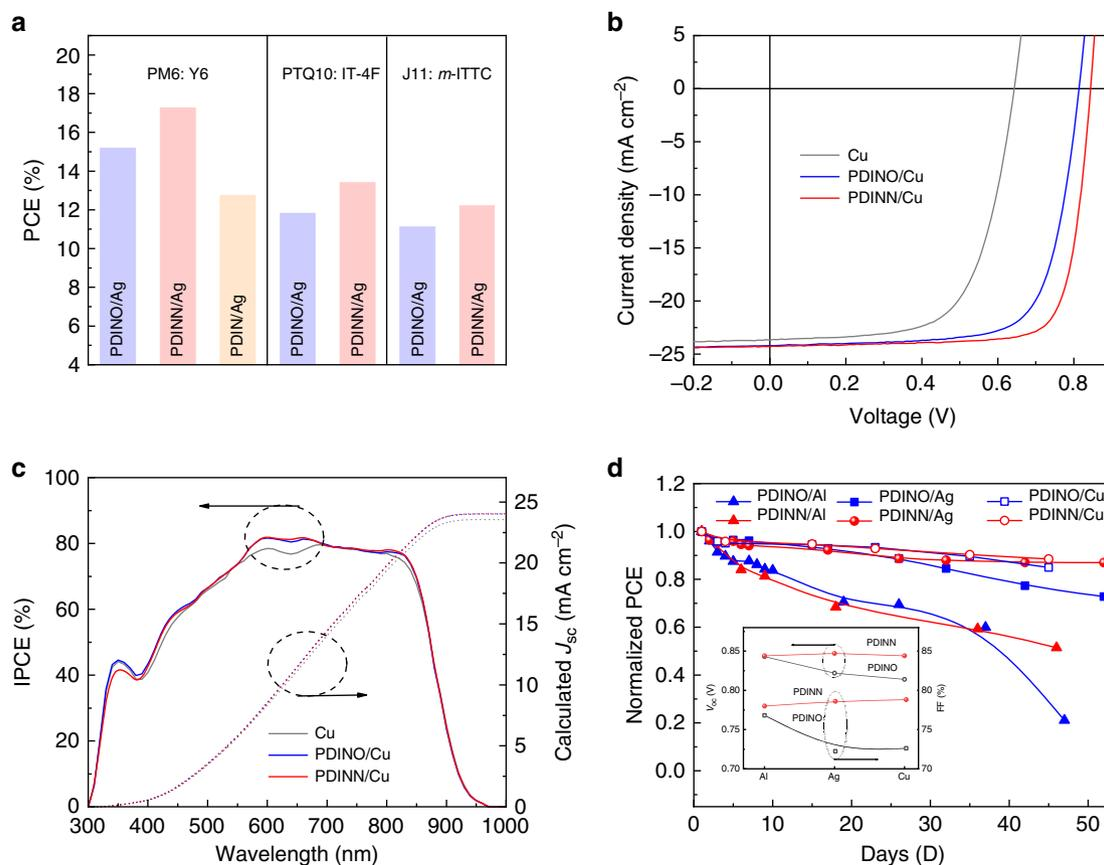 a
21
20
18
16
14
12
10
8
6
4
PCE (%)
PM6: Y6
PTQ10: IT-4F
J11: m-ITTC
PDINO/Ag
PDINN/Ag
PDIN/Ag
PDINO/Ag
PDINN/Ag
PDINO/Ag
PDINN/Ag
b
5
0
−5
−10
−15
−20
−25
Current density (mA cm−2)
Cu
PDINO/Cu
PDINN/Cu
−0.2 0.0 0.2 0.4 0.6 0.8
Voltage (V)
c
100
80
60
40
20
0
IPCE (%)
25
20
15
10
5
0
Calculated Jsc (mA cm−2)
Cu
PDINO/Cu
PDINN/Cu
300 400 500 600 700 800 900 1000
Wavelength (nm)
d
1.2
1.0
0.8
0.6
0.4
0.2
0.0
Normalized PCE
PDINO/Al PDINO/Ag PDINO/Cu
PDINN/Al PDINN/Ag PDINN/Cu
0.85
0.80
0.75
0.70
Voc (V)
PDINN
PDINO
PDINN
PDINO
85
80
75
70
FF (%)
Al Ag Cu
0 10 20 30 40 50
Days (D)